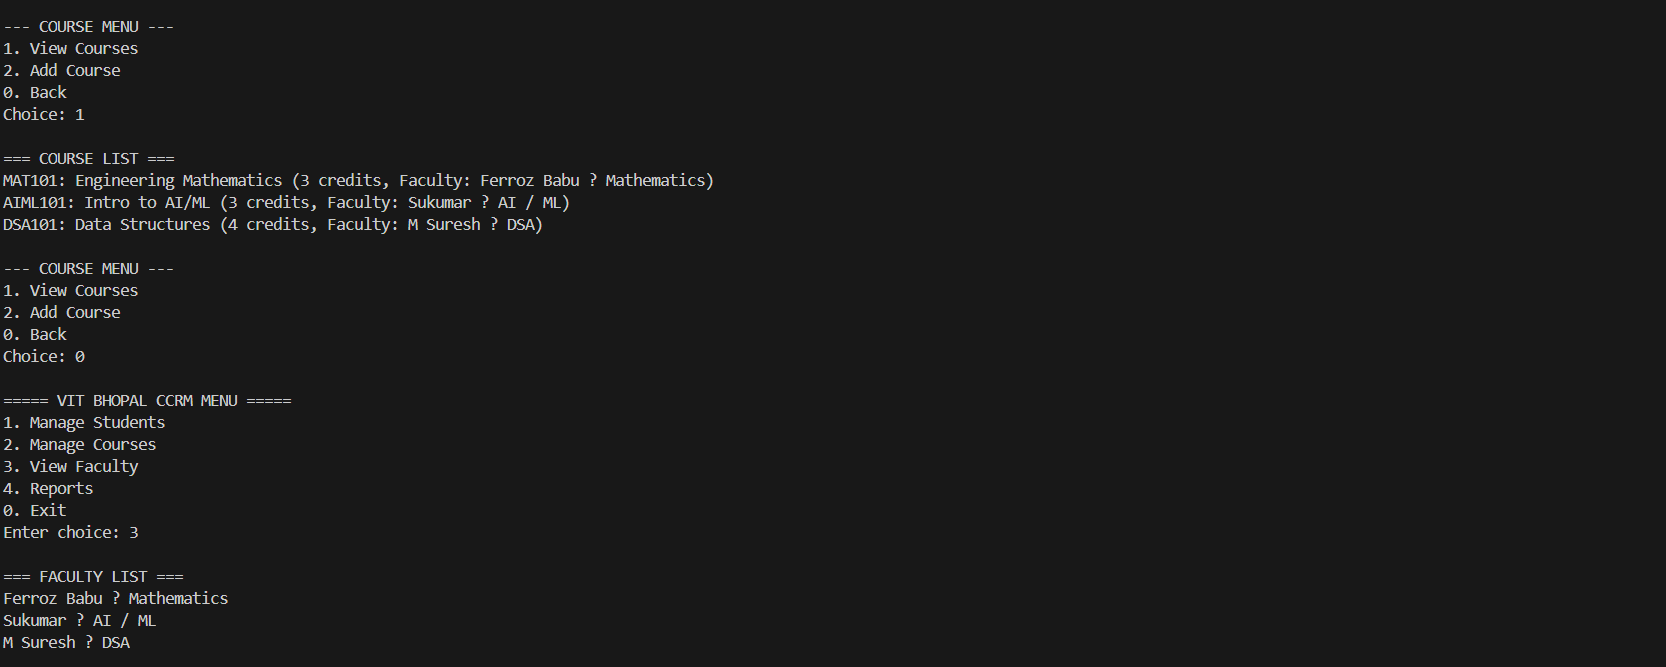 --- COURSE MENU ---
1. View Courses
2. Add Course
0. Back
Choice: 1
=== COURSE LIST ===
MAT101: Engineering Mathematics (3 credits, Faculty: Ferroz Babu ? Mathematics)
AIML101: Intro to AI/ML (3 credits, Faculty: Sukumar ? AI / ML)
DSA101: Data Structures (4 credits, Faculty: M Suresh ? DSA)
--- COURSE MENU ---
1. View Courses
2. Add Course
0. Back
Choice: 0
===== VIT BHOPAL CCRM MENU =====
1. Manage Students
2. Manage Courses
3. View Faculty
4. Reports
0. Exit
Enter choice: 3
=== FACULTY LIST ===
Ferroz Babu ? Mathematics
Sukumar ? AI / ML
M Suresh ? DSA